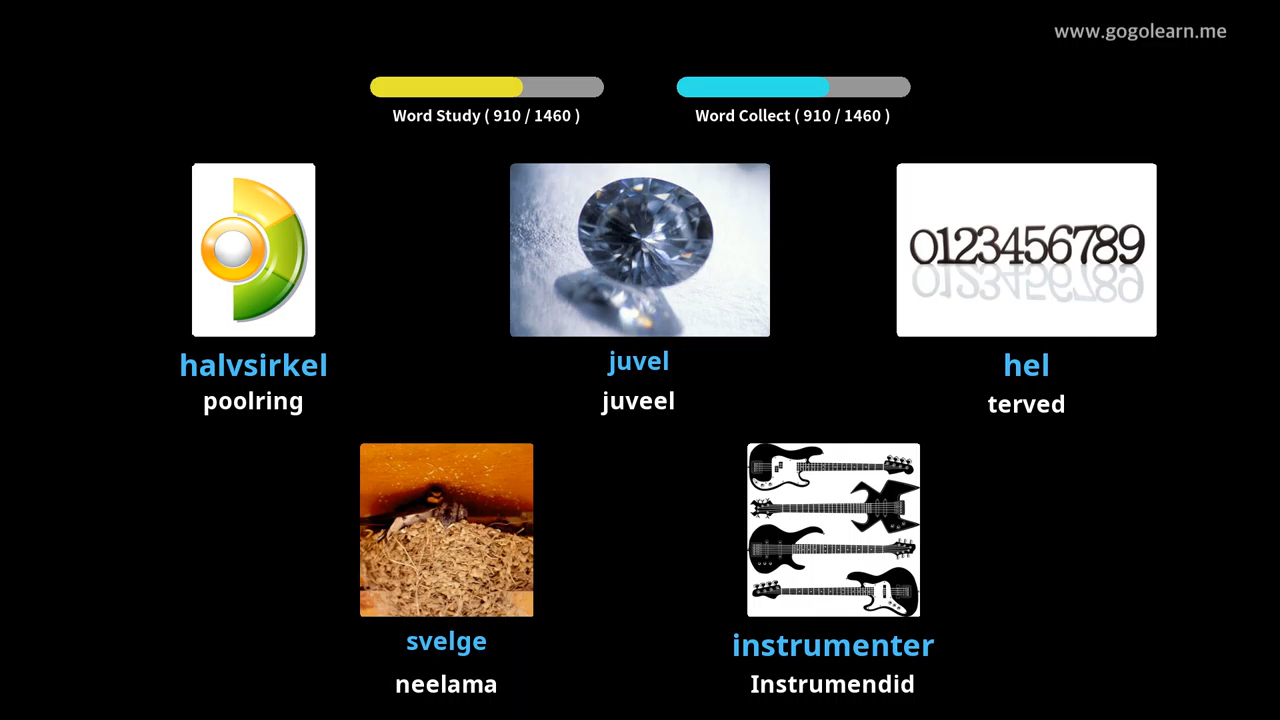 www.gogolearn.me
Word Study ( 910 / 1460 )
Word Collect ( 910 / 1460 )
0123456789
halvsirkel
poolring
juvel
juveel
hel
terved
svelge
neelama
instrumenter
Instrumendid